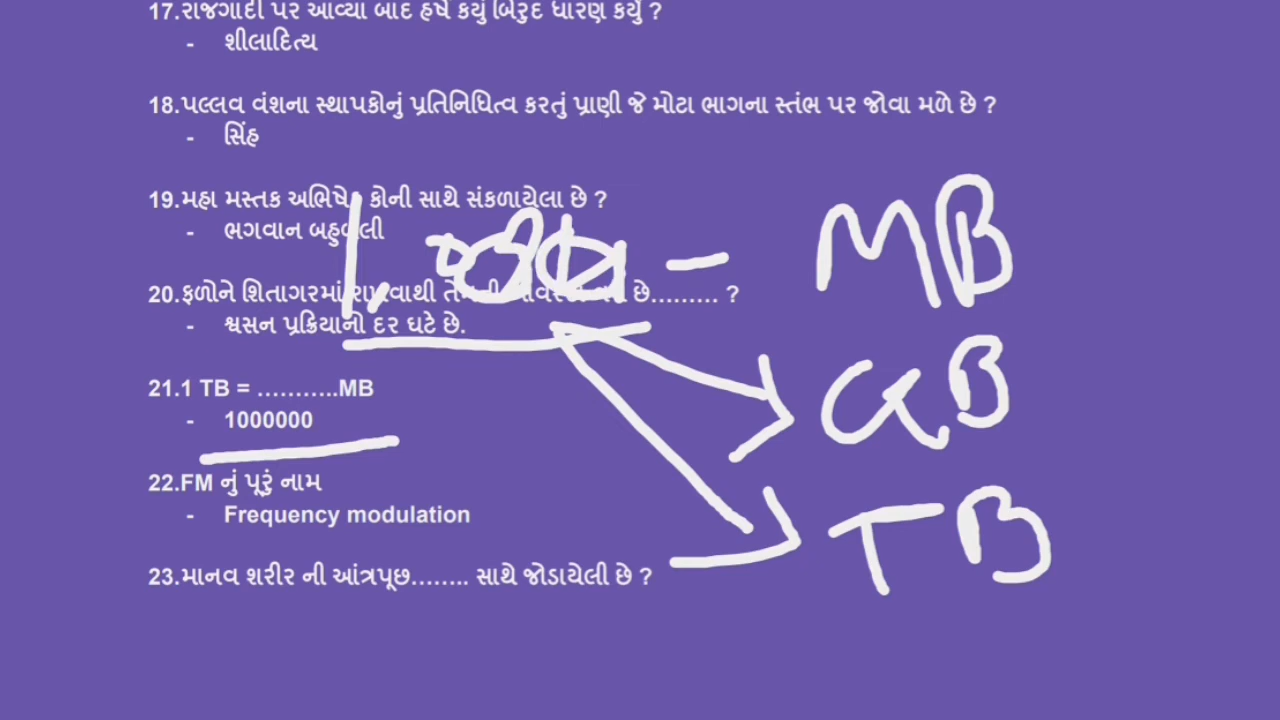 17.રાજગાદી પર આવ્યા બાદ હર્ષે કયું બિરુદ ધારણ કર્યું ?
- શીલાદિત્ય
18.પલ્લવ વંશના સ્થાપકોનું પ્રતિનિધિત્વ કરતું પ્રાણી જે મોટા ભાગના સ્તંભ પર જોવા મળે છે ?
- સિંહ
19.મહા મસ્તક અભિષેક કોની સાથે સંકળાયેલા છે ?
- ભગવાન બહુબલી
MB
20.ફળોને શિતાગરમાં રાખવાથી છે......... ?
- શ્વસન પ્રક્રિયાનો દર ઘટે છે.
GB
21.1 TB = ………..MB
- 1000000
22.FM નું પૂરું નામ
- Frequency modulation
TB
23.માનવ શરીર ની આંત્રપૂછ…….. સાથે જોડાયેલી છે ?